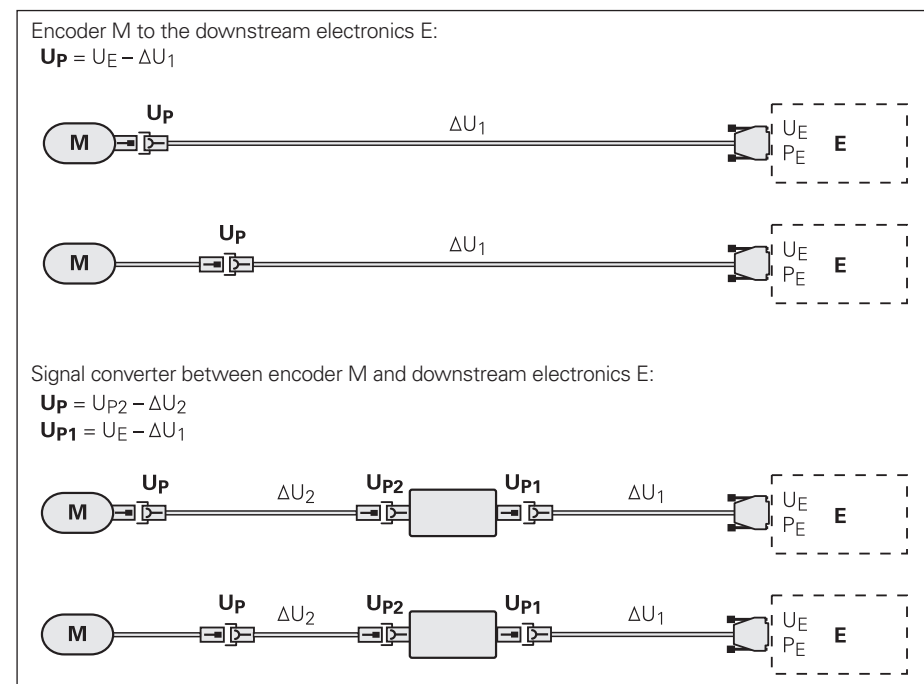 Encoder M to the downstream electronics E:
UP = UE – ΔU1
UP
ΔU1
M
UE
PE
E
UP
ΔU1
M
UE
PE
E
Signal converter between encoder M and downstream electronics E:
UP = UP2 – ΔU2
UP1 = UE – ΔU1
UP
ΔU2
UP2
UP1
ΔU1
M
UE
PE
E
UP
ΔU2
UP2
UP1
ΔU1
M
UE
PE
E